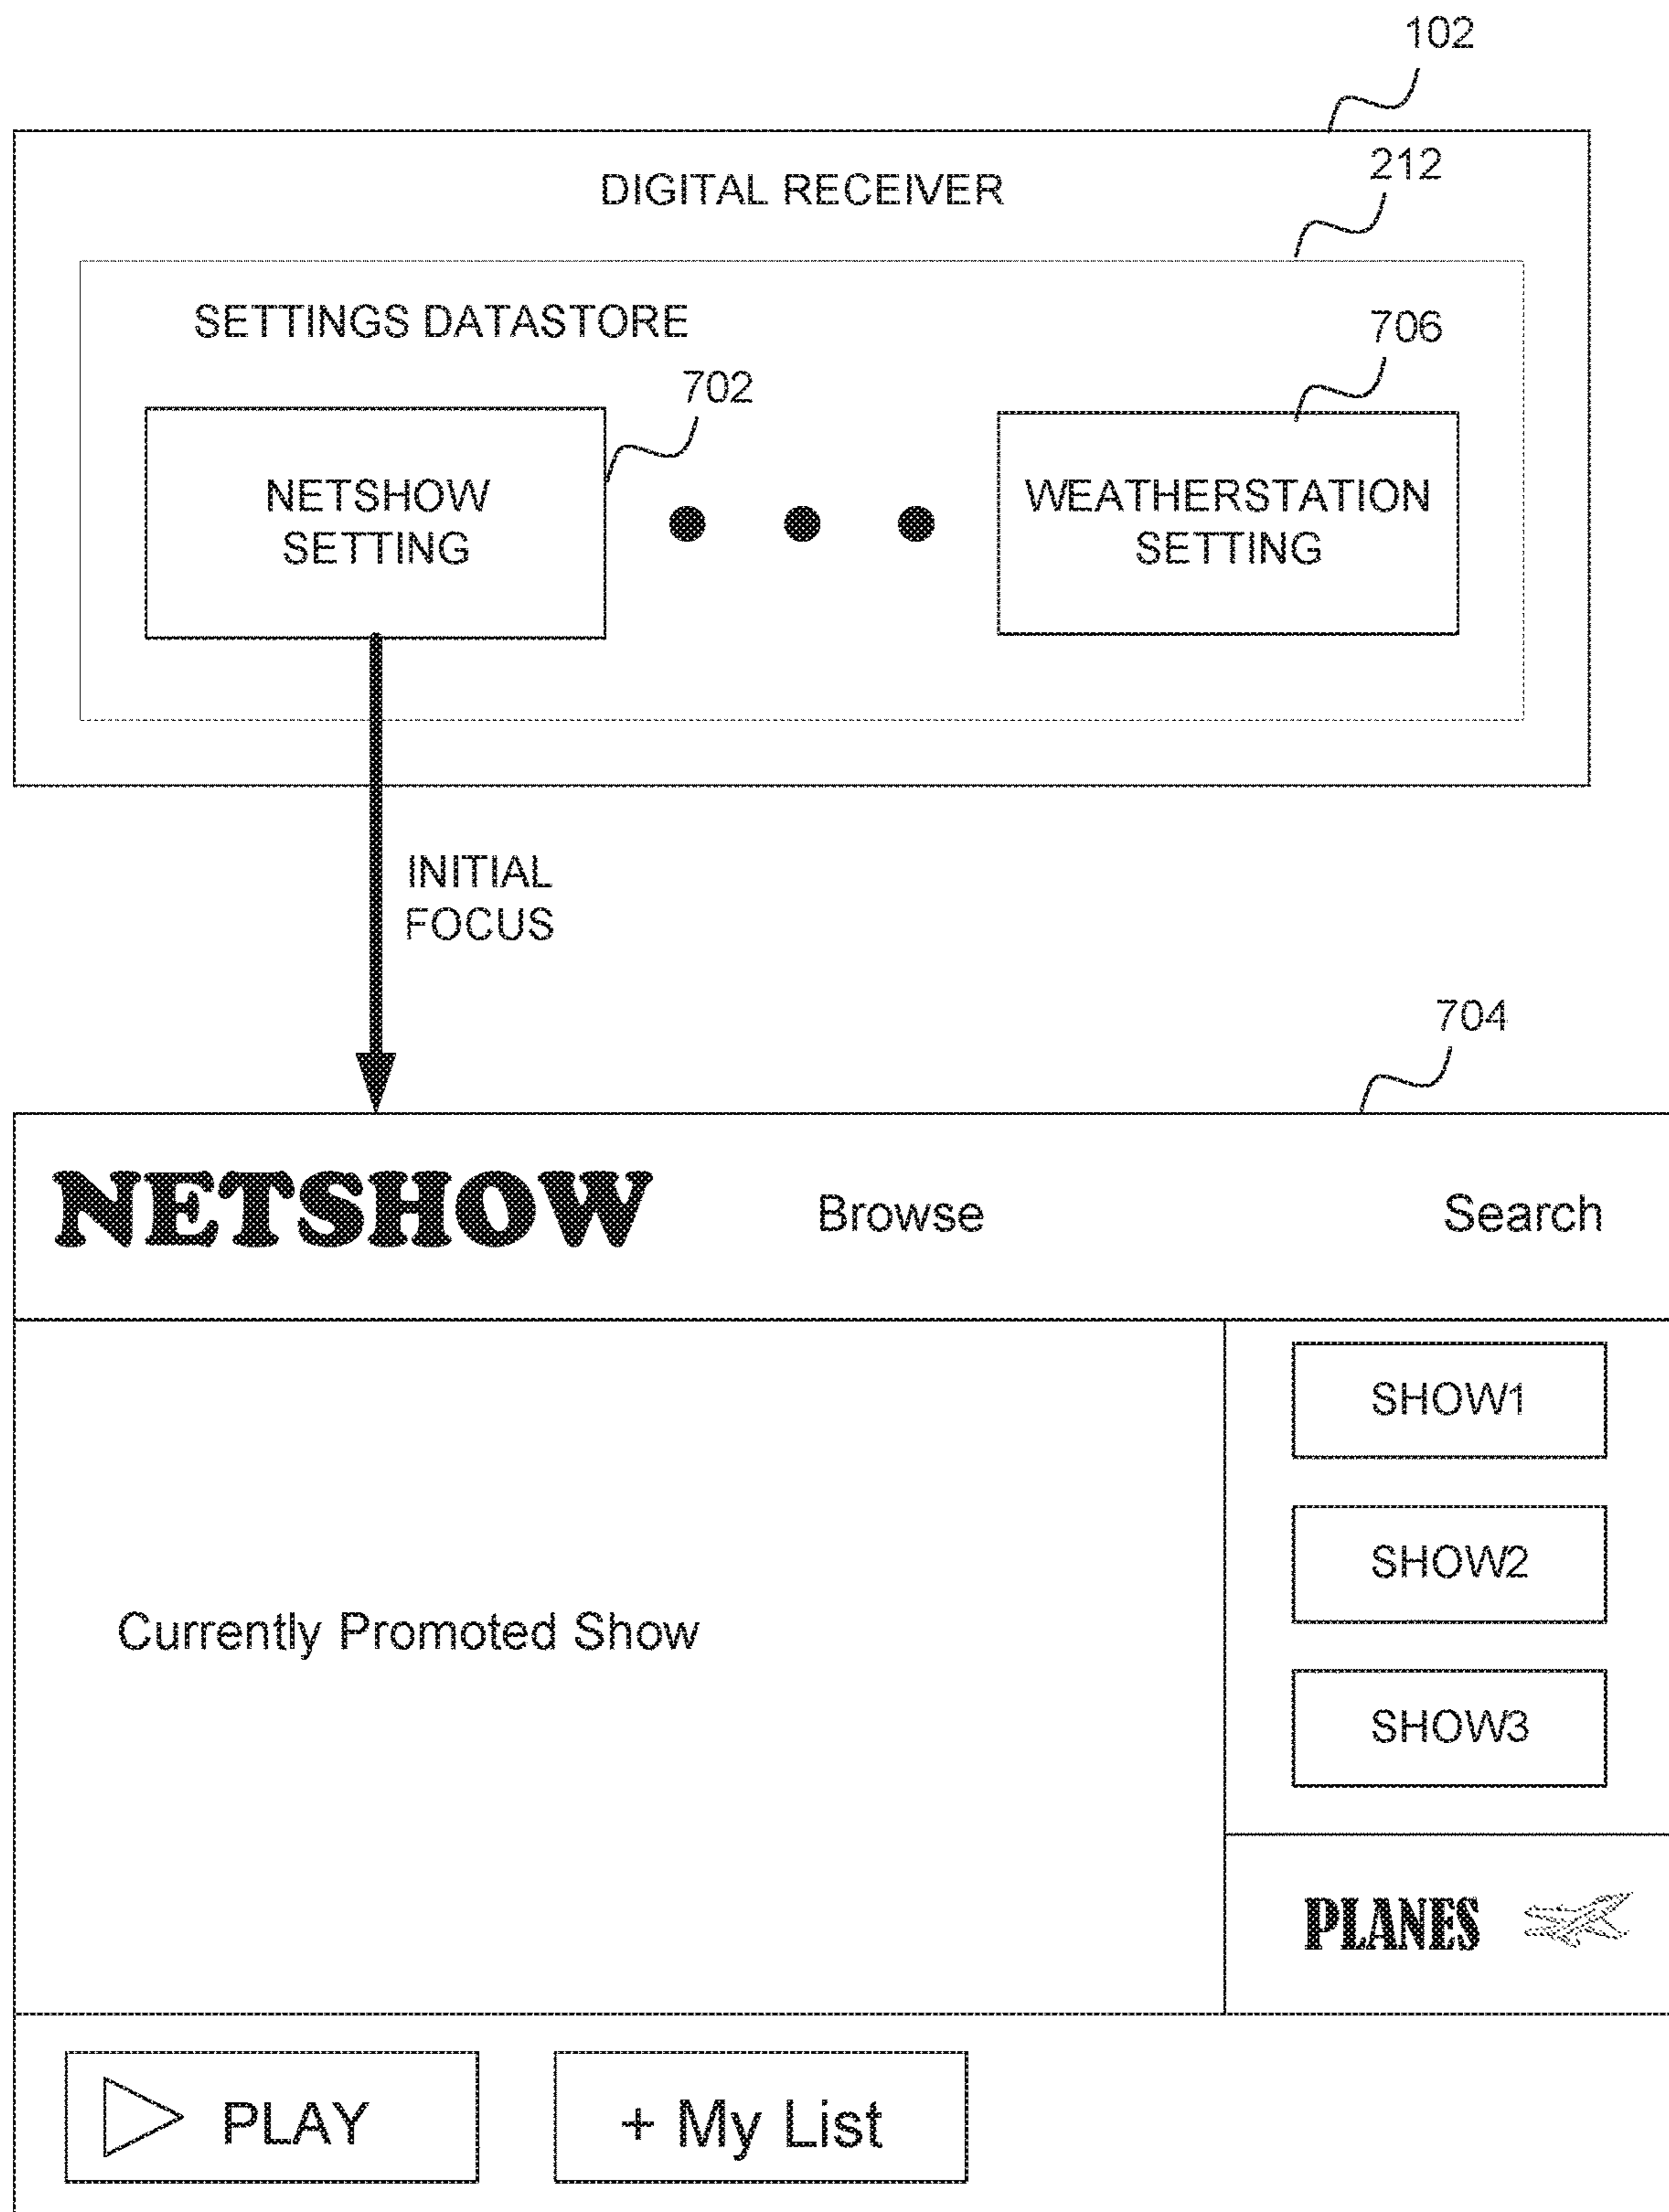 102
212
DIGITAL RECEIVER
SETTINGS DATASTORE
706
702
NETSHOW
SETTING
WEATHERSTATION
SETTING
INITIAL
FOCUS
704
NETSHOW
Browse
Search
SHOW1
SHOW2
Currently Promoted Show
SHOW3
PLANES
PLAY
+ My List